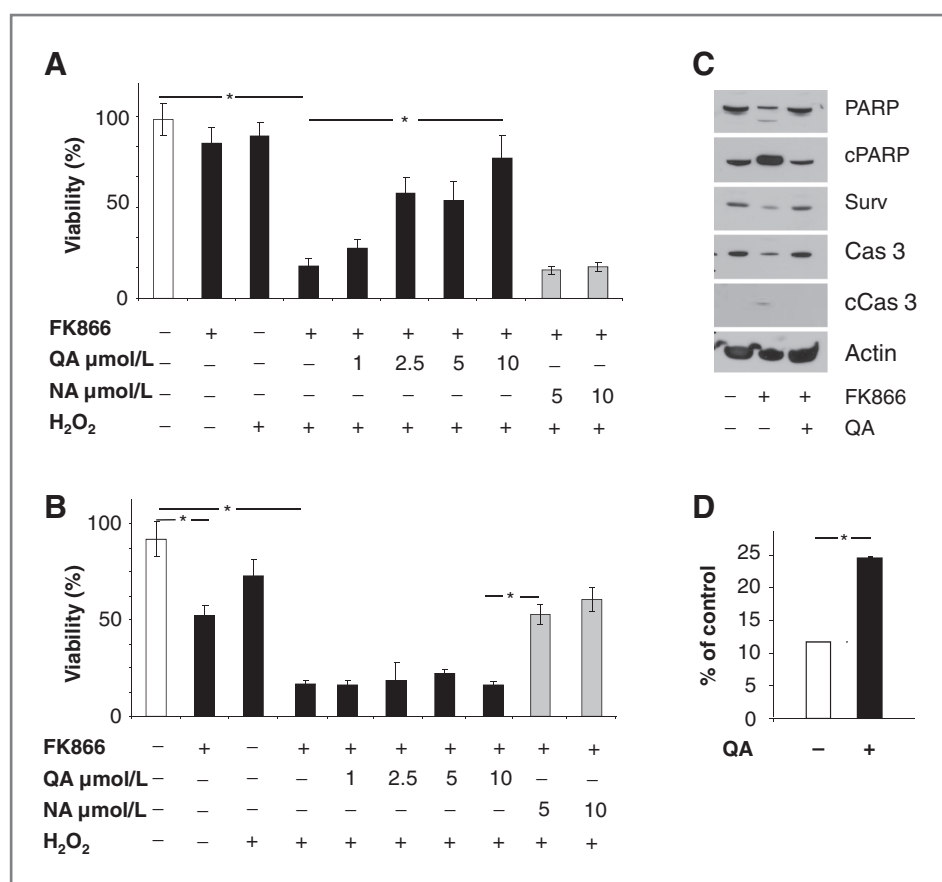 A
Viability (%)
100
50
0
*
*
FK866 – + – + + + + + + +
QA µmol/L – – – – 1 2.5 5 10 – –
NA µmol/L – – – – – – – – 5 10
H₂O₂ – – + + + + + + + +
B
Viability (%)
100
50
0
*
*
*
FK866 – + – + + + + + + +
QA µmol/L – – – – 1 2.5 5 10 – –
NA µmol/L – – – – – – – – 5 10
H₂O₂ – – + + + + + + + +
C
PARP
cPARP
Surv
Cas 3
cCas 3
Actin
– + + FK866
– – + QA
D
% of control
25
20
15
10
5
0
*
QA – +